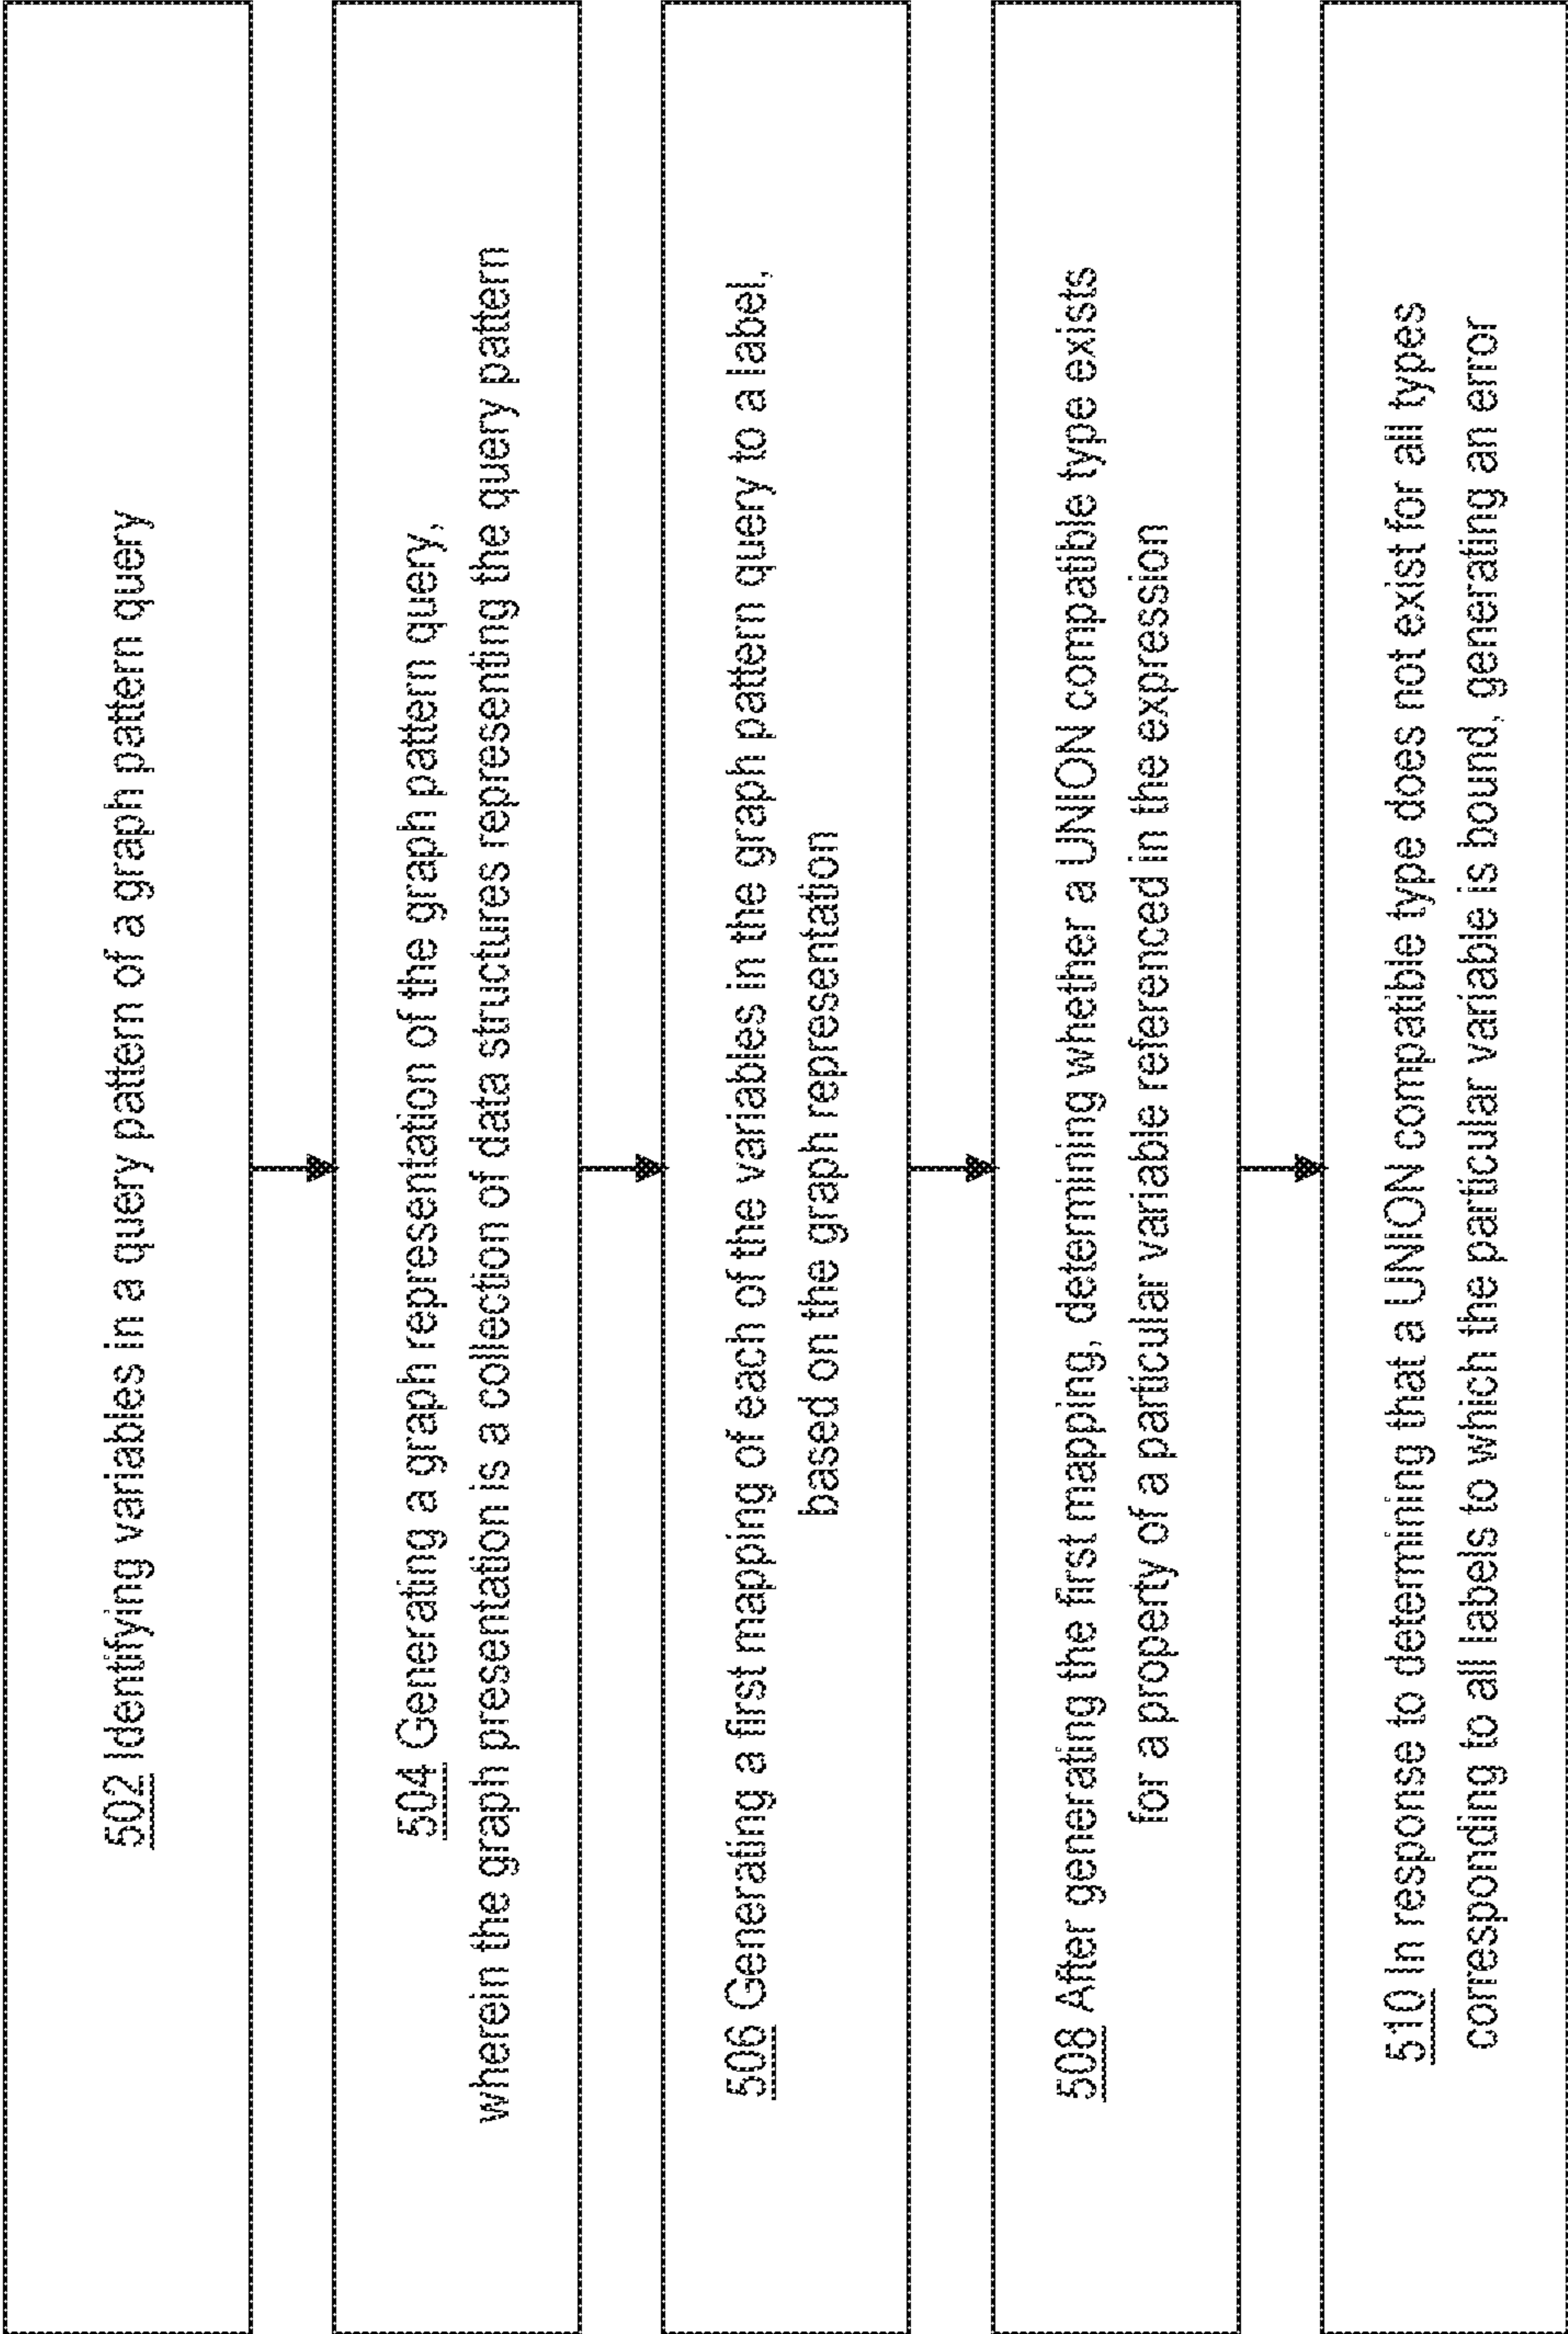 502 Identifying variables in a query pattern of a graph pattern query
504 Generating a graph representation of the graph pattern query,
wherein the graph presentation is a collection of data structures representing the query pattern
506 Generating a first mapping of each of the variables in the graph pattern query to a label,
based on the graph representation
508 After generating the first mapping, determining whether a UNION compatible type exists
for a property of a particular variable referenced in the expression
510 In response to determining that a UNION compatible type does not exist for all types
corresponding to all labels to which the particular variable is bound, generating an error